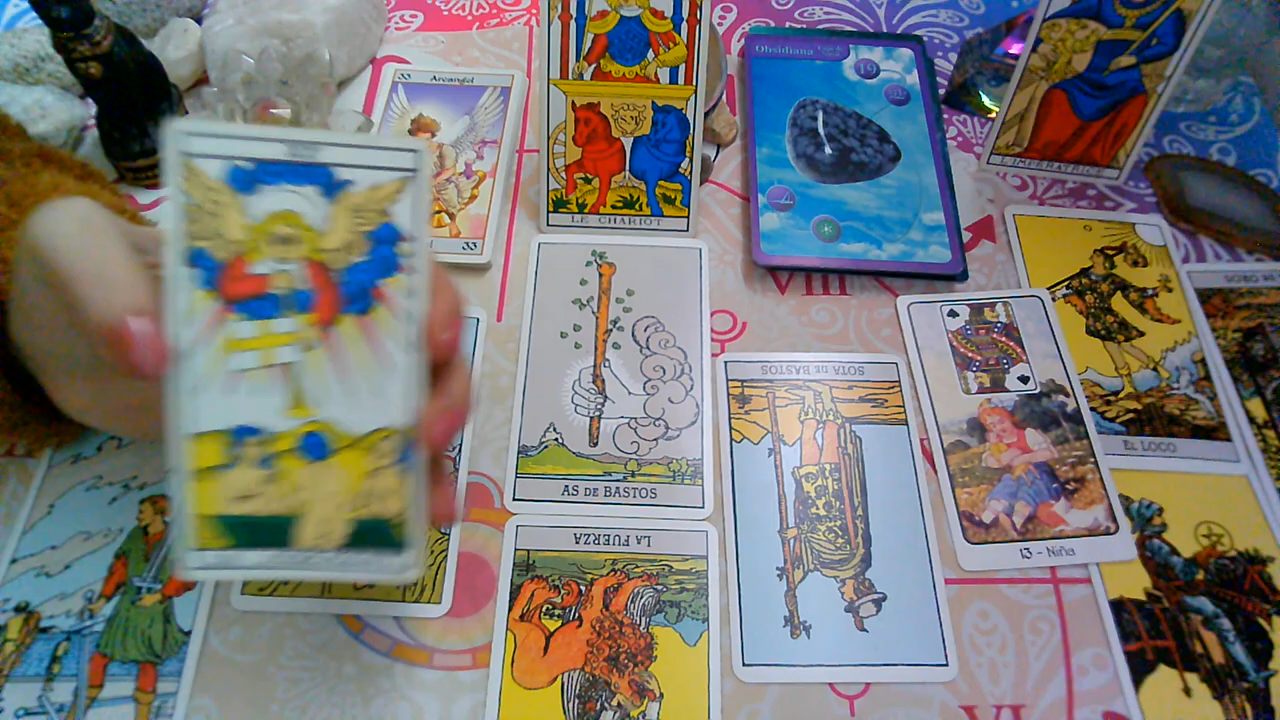 33
Arcangel
33
LE CHARIOT
Obsidiana
19
L'IMPERATRICE
VIII
EL LOCO
AS DE BASTOS
SOTA DE BASTOS
LA FUERZA
13 - Niña
VI